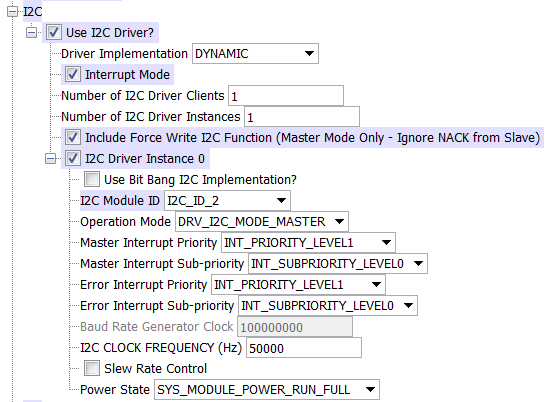 I2C
Use I2C Driver?
Driver Implementation DYNAMIC
Interrupt Mode
Number of I2C Driver Clients 1
Number of I2C Driver Instances 1
Include Force Write I2C Function (Master Mode Only - Ignore NACK from Slave)
I2C Driver Instance 0
Use Bit Bang I2C Implementation?
I2C Module ID I2C_ID_2
Operation Mode DRV_I2C_MODE_MASTER
Master Interrupt Priority INT_PRIORITY_LEVEL1
Master Interrupt Sub-priority INT_SUBPRIORITY_LEVEL0
Error Interrupt Priority INT_PRIORITY_LEVEL1
Error Interrupt Sub-priority INT_SUBPRIORITY_LEVEL0
Baud Rate Generator Clock 100000000
I2C CLOCK FREQUENCY (Hz) 50000
Slew Rate Control
Power State SYS_MODULE_POWER_RUN_FULL